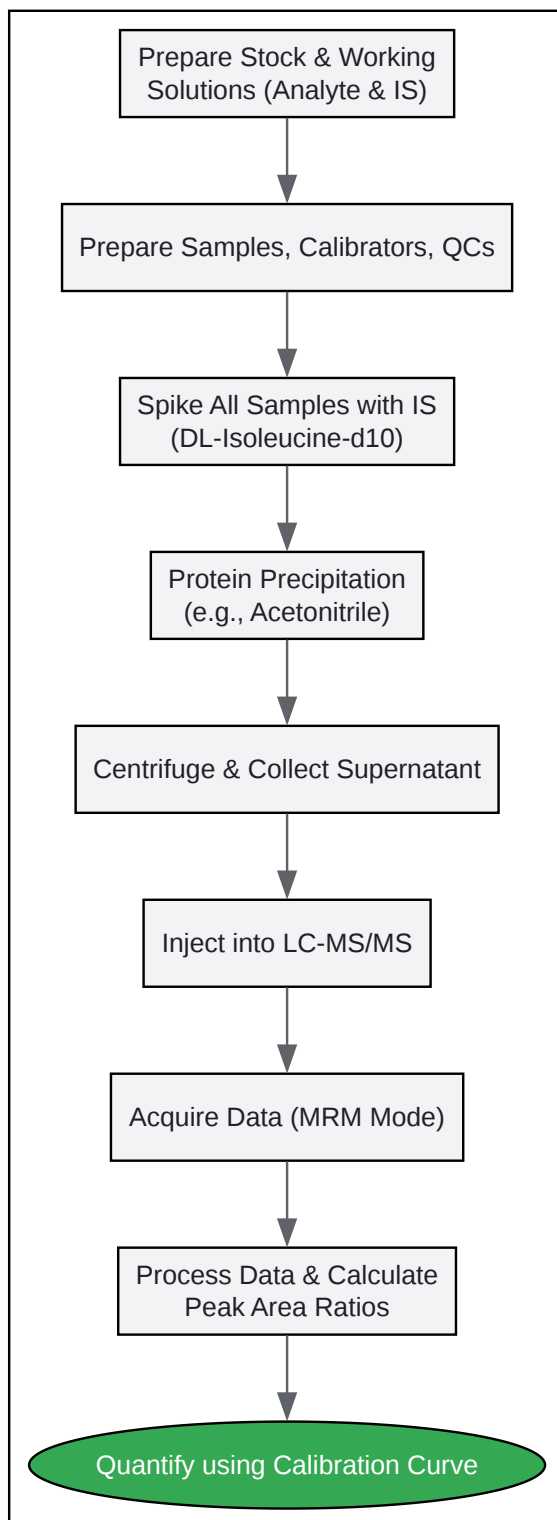 Prepare Stock & Working
Solutions (Analyte & IS)
Prepare Samples, Calibrators, QCs
Spike All Samples with IS
(DL-Isoleucine-d10)
Protein Precipitation
(e.g., Acetonitrile)
Centrifuge & Collect Supernatant
Inject into LC-MS/MS
Acquire Data (MRM Mode)
Process Data & Calculate
Peak Area Ratios
Quantify using Calibration Curve